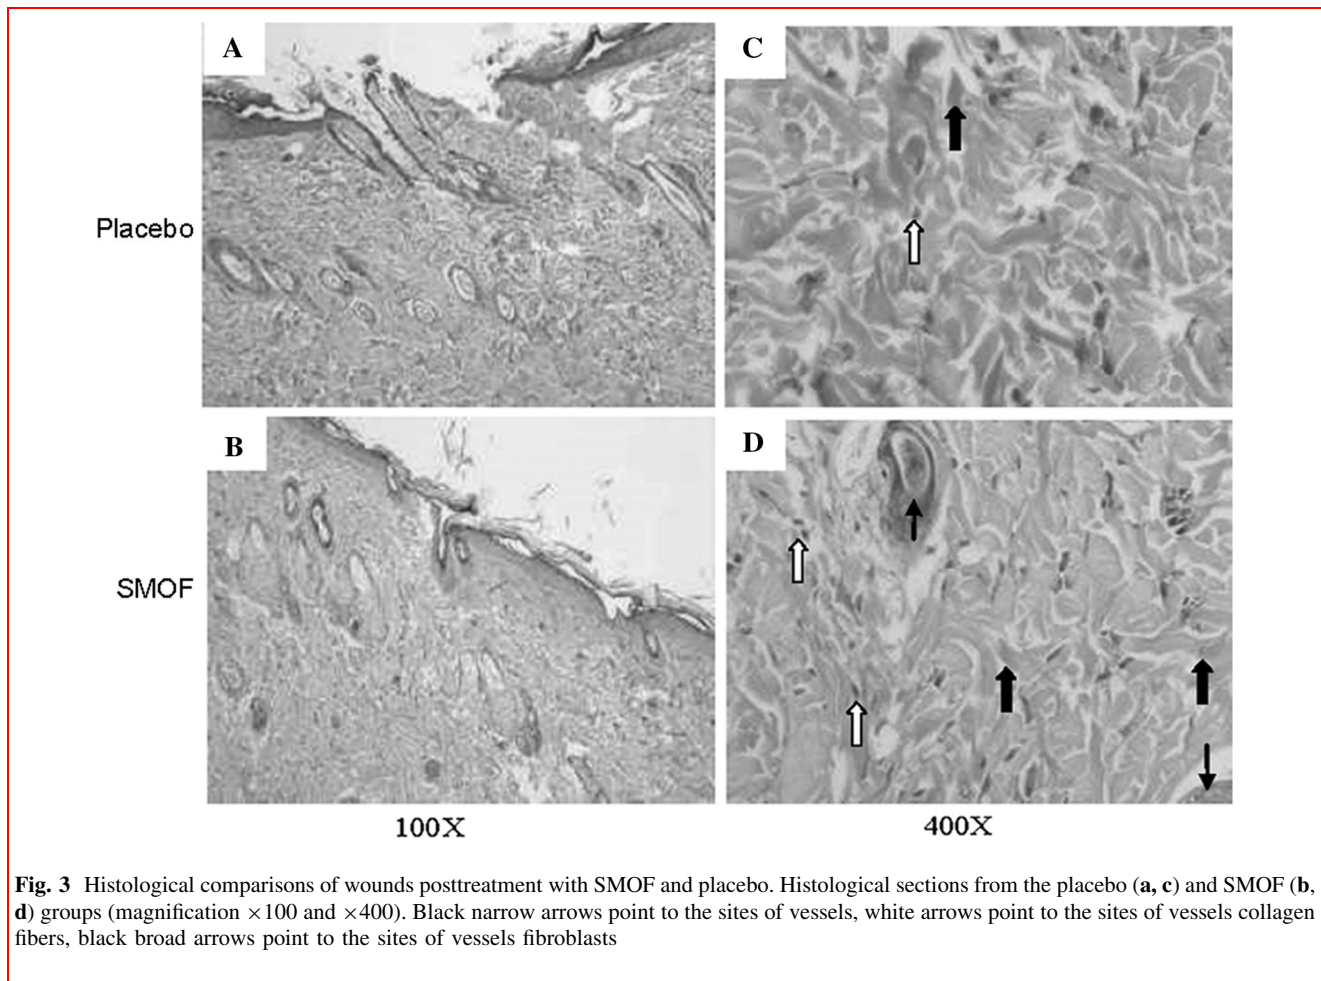 A
C
Placebo
B
D
SMOF
100X
400X
Fig. 3 Histological comparisons of wounds posttreatment with SMOF and placebo. Histological sections from the placebo (a, c) and SMOF (b,
d) groups (magnification ×100 and ×400). Black narrow arrows point to the sites of vessels, white arrows point to the sites of vessels collagen
fibers, black broad arrows point to the sites of vessels fibroblasts